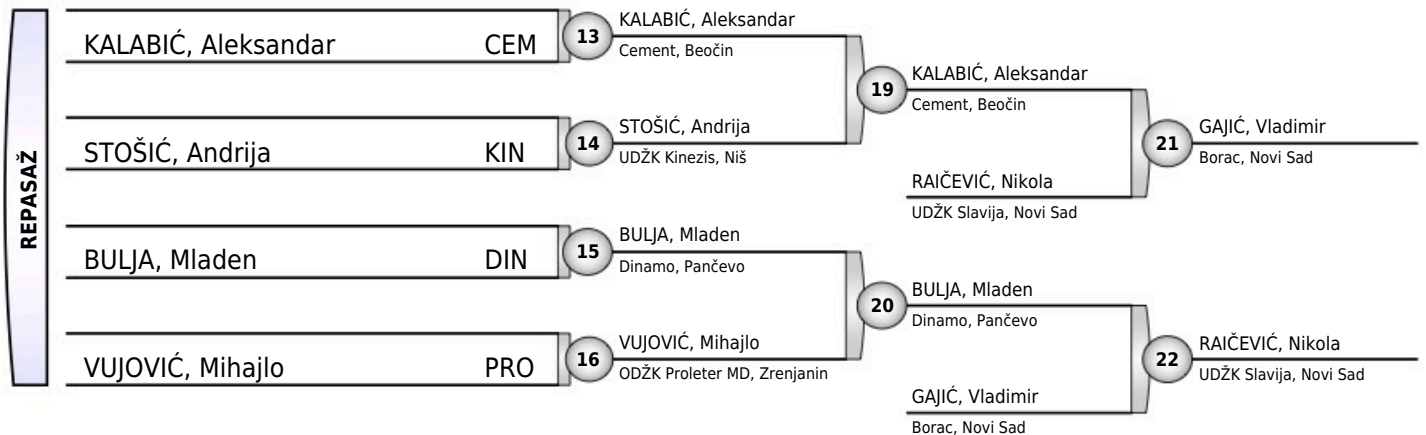 REPASAŽ
KALABIĆ, Aleksandar CEM
STOŠIĆ, Andrija KIN
BULJA, Mladen DIN
VUJOVIĆ, Mihajlo PRO
13
KALABIĆ, Aleksandar
Cement, Beočin
14
STOŠIĆ, Andrija
UDŽK Kinezis, Niš
15
BULJA, Mladen
Dinamo, Pančevo
16
VUJOVIĆ, Mihajlo
ODŽK Proleter MD, Zrenjanin
19
KALABIĆ, Aleksandar
Cement, Beočin
RAIČEVIĆ, Nikola
UDŽK Slavija, Novi Sad
20
BULJA, Mladen
Dinamo, Pančevo
GAJIĆ, Vladimir
Borac, Novi Sad
21
GAJIĆ, Vladimir
Borac, Novi Sad
22
RAIČEVIĆ, Nikola
UDŽK Slavija, Novi Sad